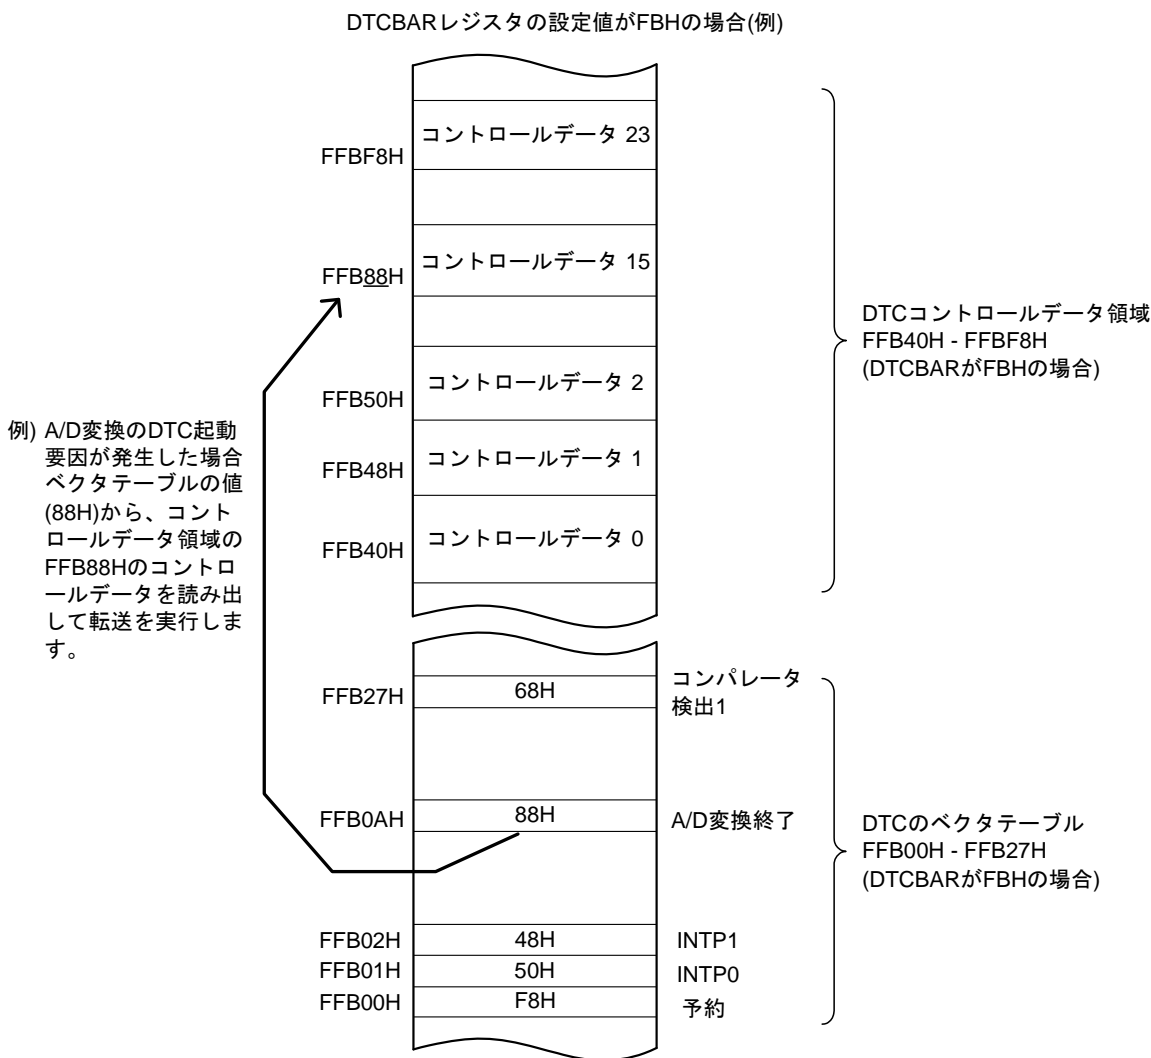 DTCBARレジスタの設定値がFBHの場合(例)
コントロールデータ 23
FFBF8H
コントロールデータ 15
FFB88H
DTCコントロールデータ領域
FFB40H - FFBF8H
(DTCBARがFBHの場合)
コントロールデータ 2
FFB50H
コントロールデータ 1
FFB48H
コントロールデータ 0
FFB40H
例) A/D変換のDTC起動
要因が発生した場合
ベクタテーブルの値
(88H)から、コント
ロールデータ領域の
FFB88Hのコントロ
ールデータを読み出
して転送を実行しま
す。
FFB27H
68H
コンパレータ
検出1
FFB0AH
88H
A/D変換終了
DTCのベクタテーブル
FFB00H - FFB27H
(DTCBARがFBHの場合)
FFB02H
48H
INTP1
FFB01H
50H
INTP0
FFB00H
F8H
予約